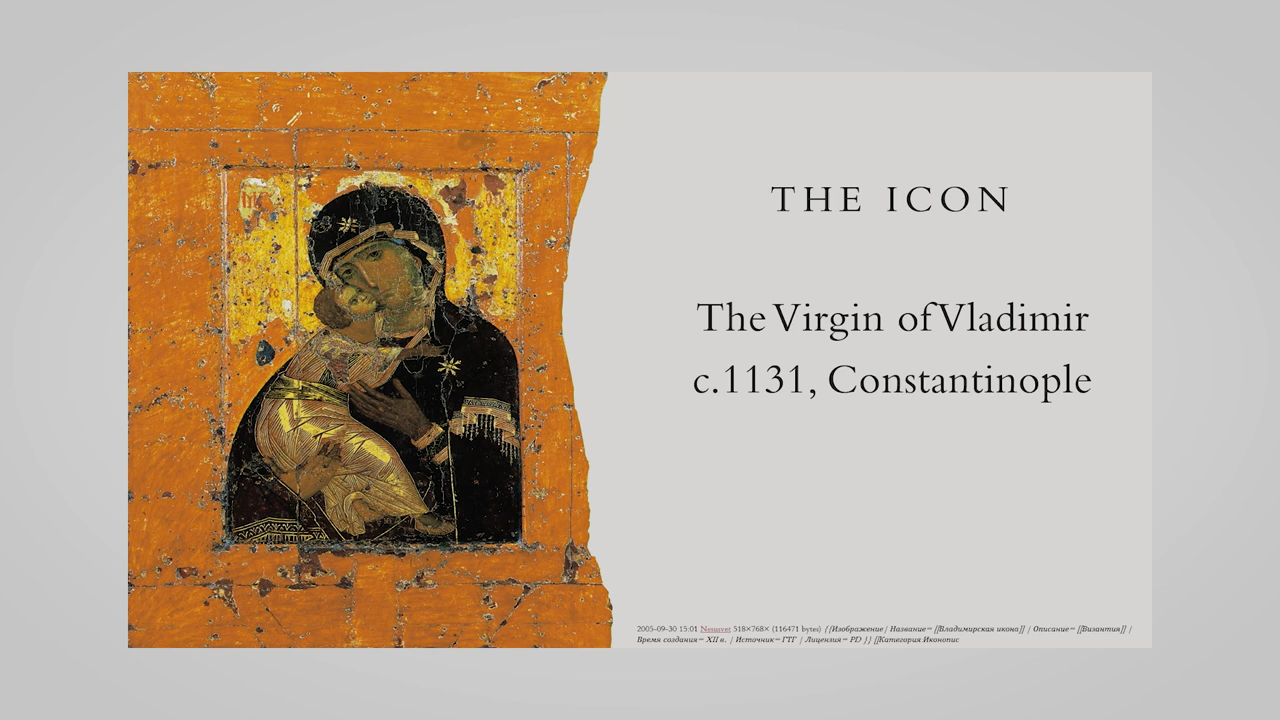 THE ICON
The Virgin of Vladimir
c.1131, Constantinople
2005-09-30 15:01 Neusvet 518×768× (116471 bytes) {{Изображение| Название= [[Владимирская икона]] | Описание= [[Византия]] |
Время создания= XII в. | Источник= ГТГ | Лицензия= PD }} [[Категория:Иконопис